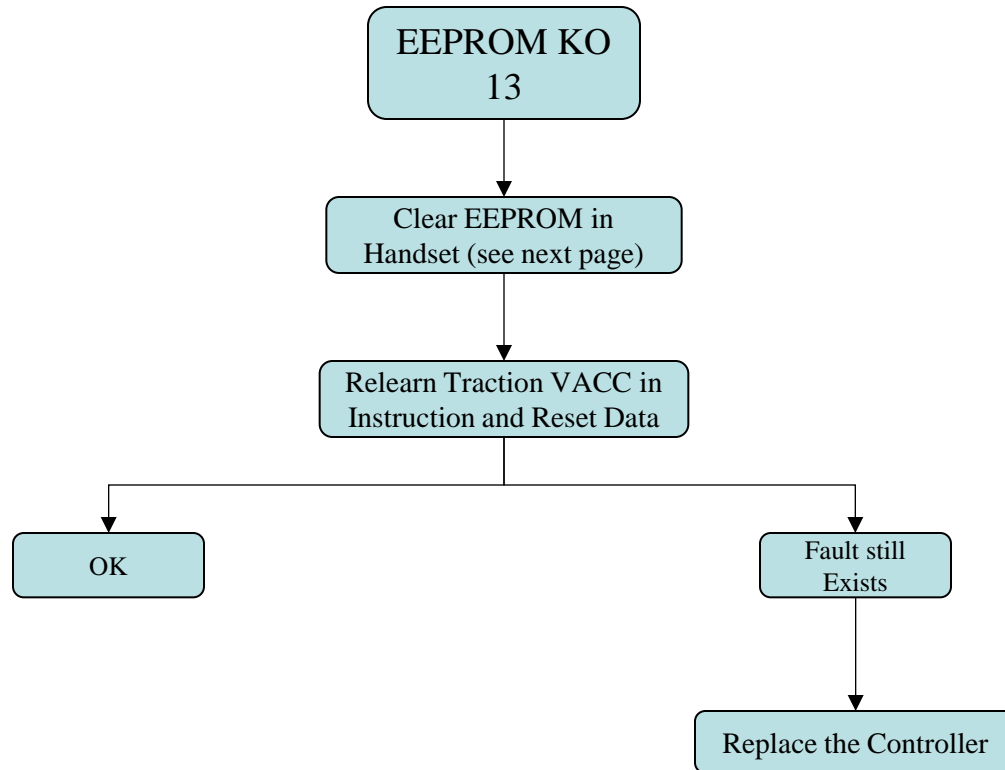 EEPROM KO
13
Clear EEPROM in
Handset (see next page)
Relearn Traction VACC in
Instruction and Reset Data
OK
Fault still
Exists
Replace the Controller